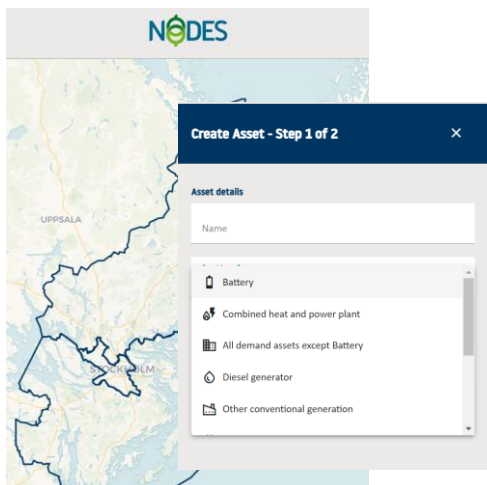 NODES
Create Asset - Step 1 of 2
Asset details
Name
UPPSALA
Battery
Combined heat and power plant
All demand assets except Battery
STOCKHOLM
Diesel generator
Other conventional generation